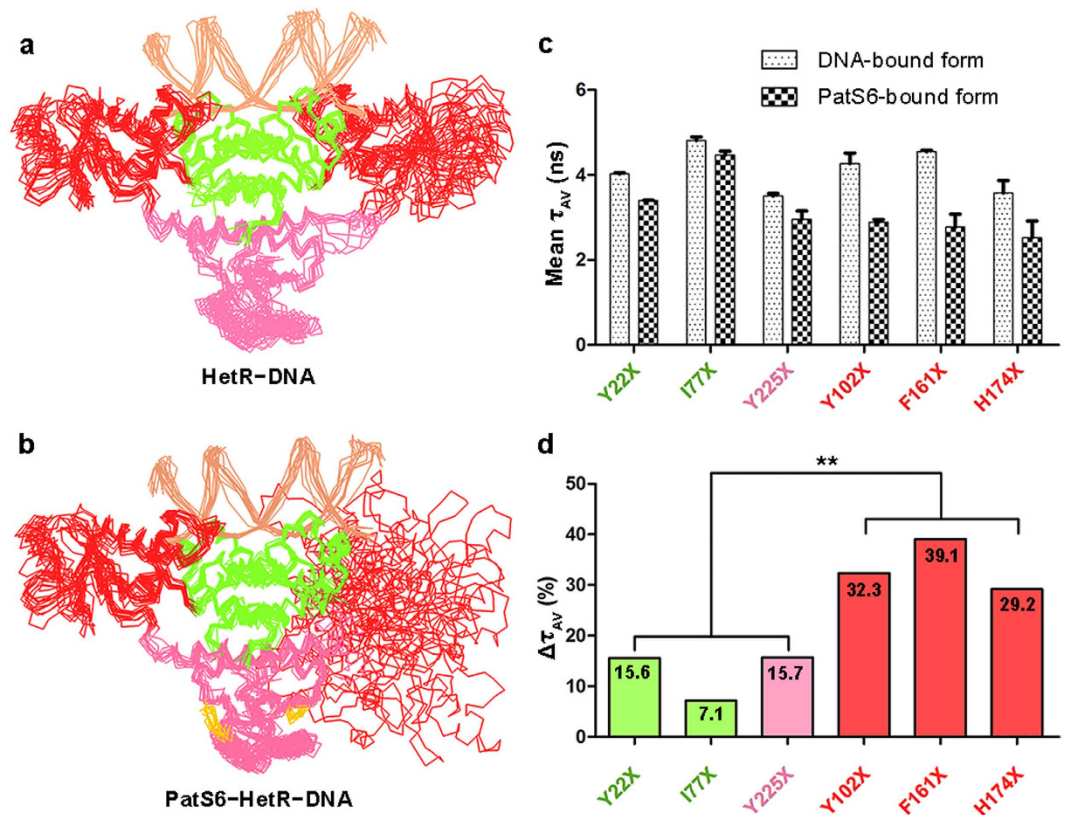 a
HetR–DNA
b
PatS6–HetR–DNA
c
DNA-bound form
PatS6-bound form
Mean τAV (ns)
6
4
2
0
Y22X
I77X
Y225X
Y102X
F161X
H174X
d
**
ΔτAV (%)
50
40
30
20
10
0
15.6
7.1
15.7
32.3
39.1
29.2
Y22X
I77X
Y225X
Y102X
F161X
H174X